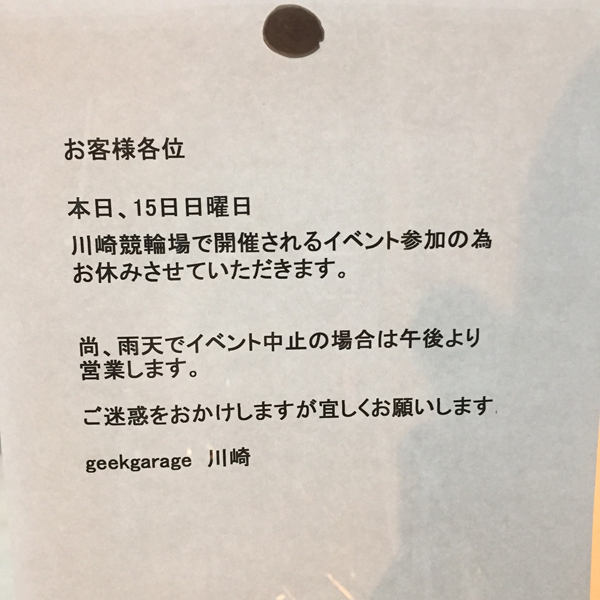 お客様各位
本日、15日日曜日
川崎競輪場で開催されるイベント参加の為
お休みさせていただきます。
尚、雨天でイベント中止の場合は午後より
営業します。
ご迷惑をおかけしますが宜しくお願いします.
geekgarage 川崎